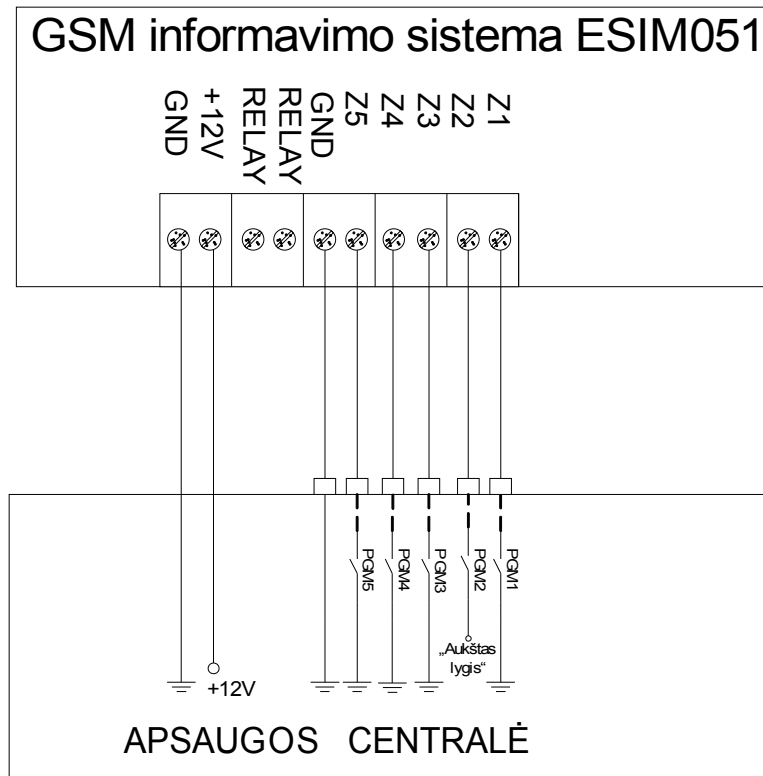 GSM informavimo sistema ESIM051
GND
+12V
RELAY
RELAY
GND
Z5
Z4
Z3
Z2
Z1
PGM5
PGM4
PGM3
PGM2
PGM1
„Aukštas
lygis“
+12V
APSAUGOS CENTRALĖ